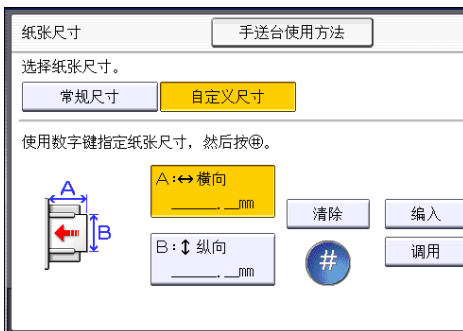 纸张尺寸
手送台使用方法
选择纸张尺寸。
常规尺寸
自定义尺寸
使用数字键指定纸张尺寸，然后按⊕。
A:↔横向
_____.__mm
清除
编入
A
B
B:↕纵向
_____.__mm
#
调用